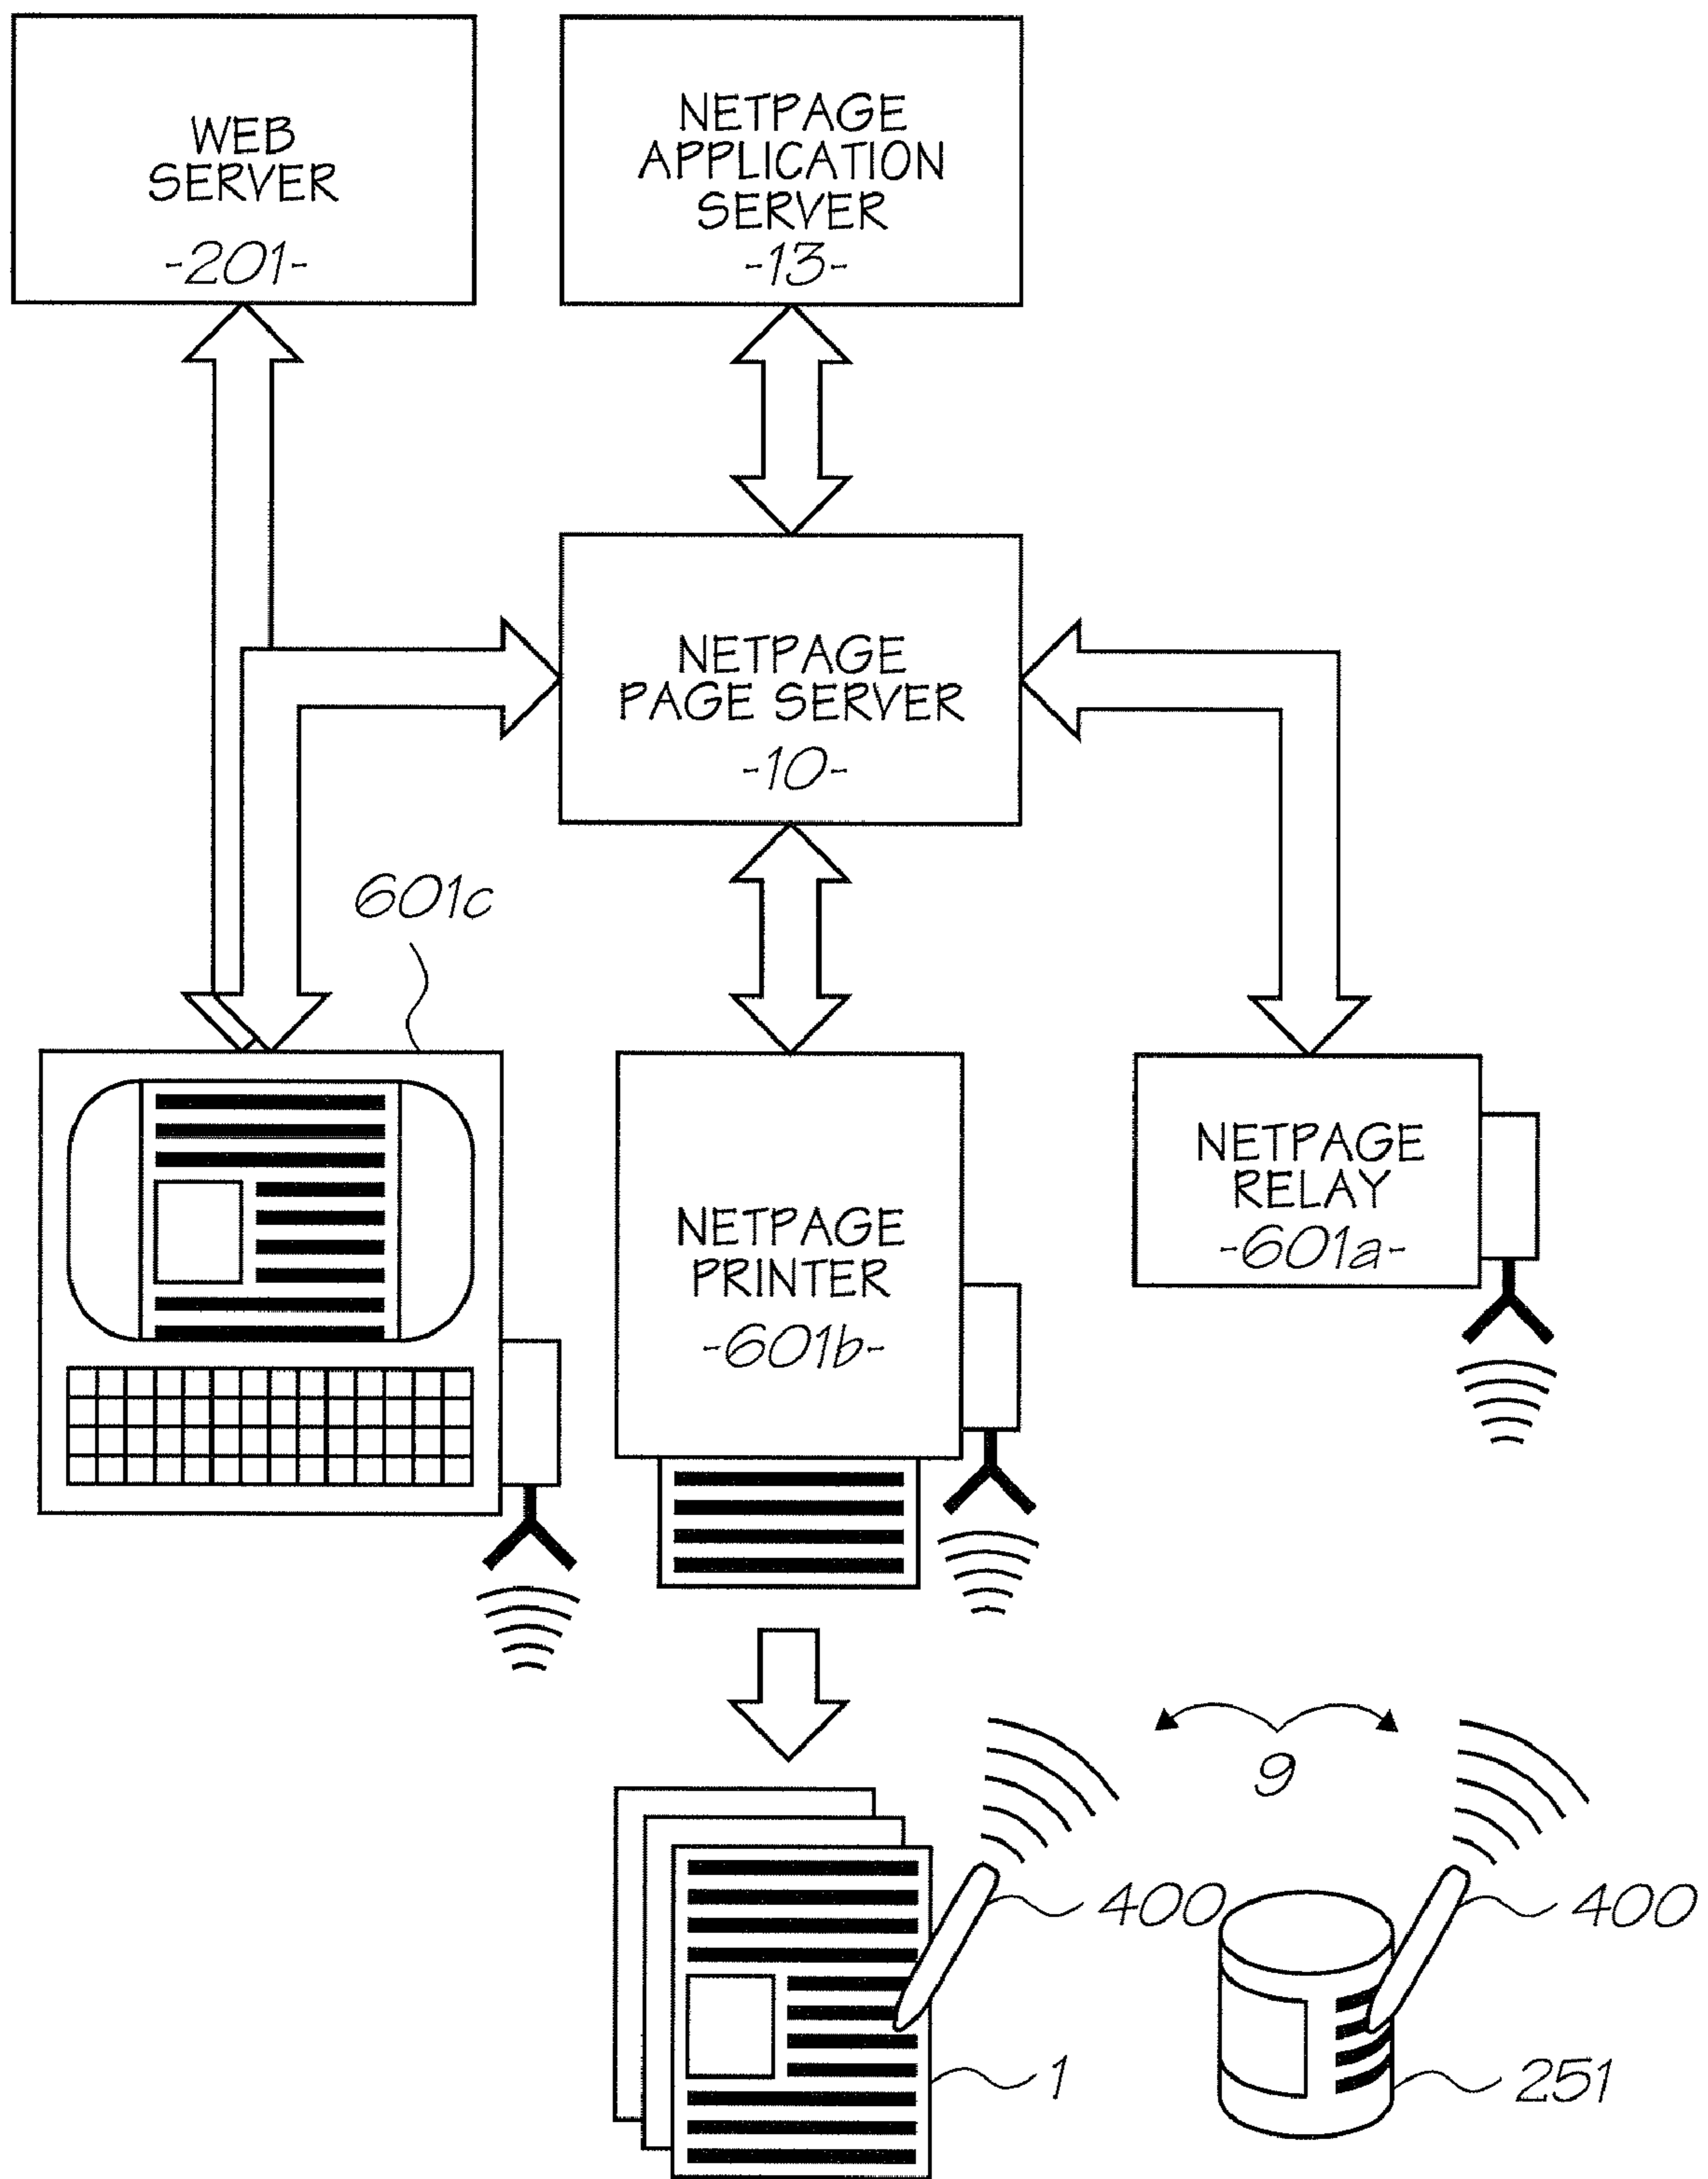 WEB
SERVER
-201-
NETPAGE
APPLICATION
SERVER
-13-
NETPAGE
PAGE SERVER
-10-
601c
NETPAGE
PRINTER
-601b-
NETPAGE
RELAY
-601a-
9
400
400
1
251